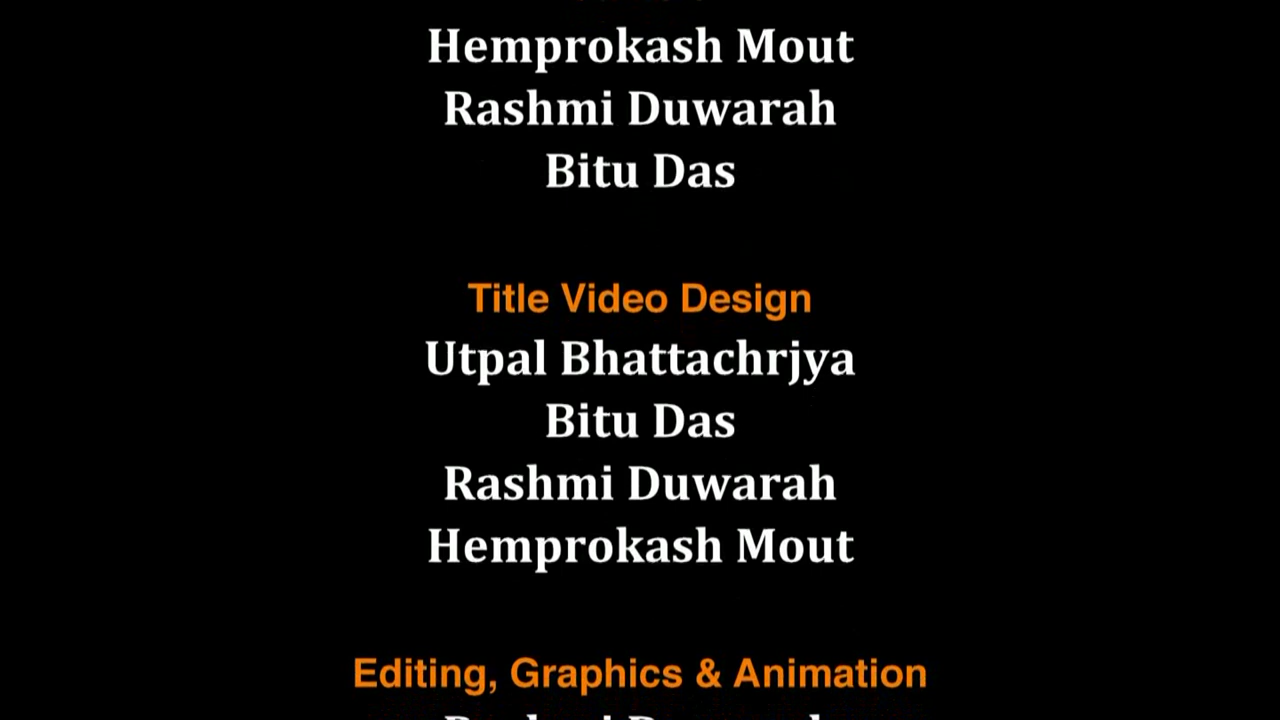 Hemprokash Mout
Rashmi Duwarah
Bitu Das
Title Video Design
Utpal Bhattachrjya
Bitu Das
Rashmi Duwarah
Hemprokash Mout
Editing, Graphics & Animation